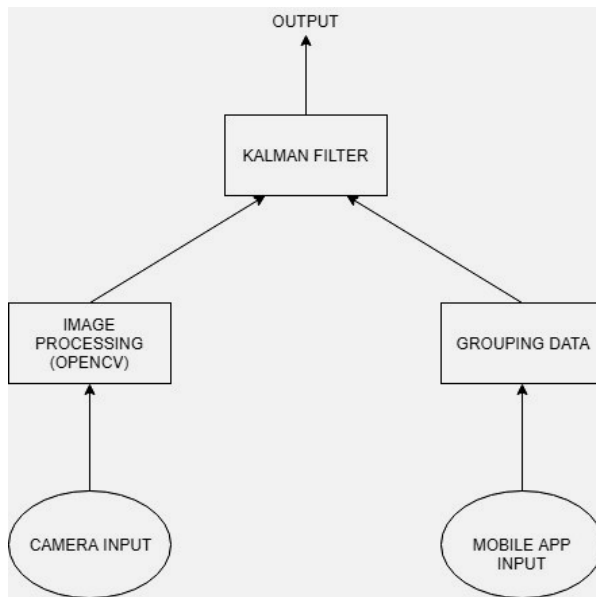 OUTPUT
KALMAN FILTER
IMAGE
PROCESSING
(OPENCV)
GROUPING DATA
CAMERA INPUT
MOBILE APP
INPUT